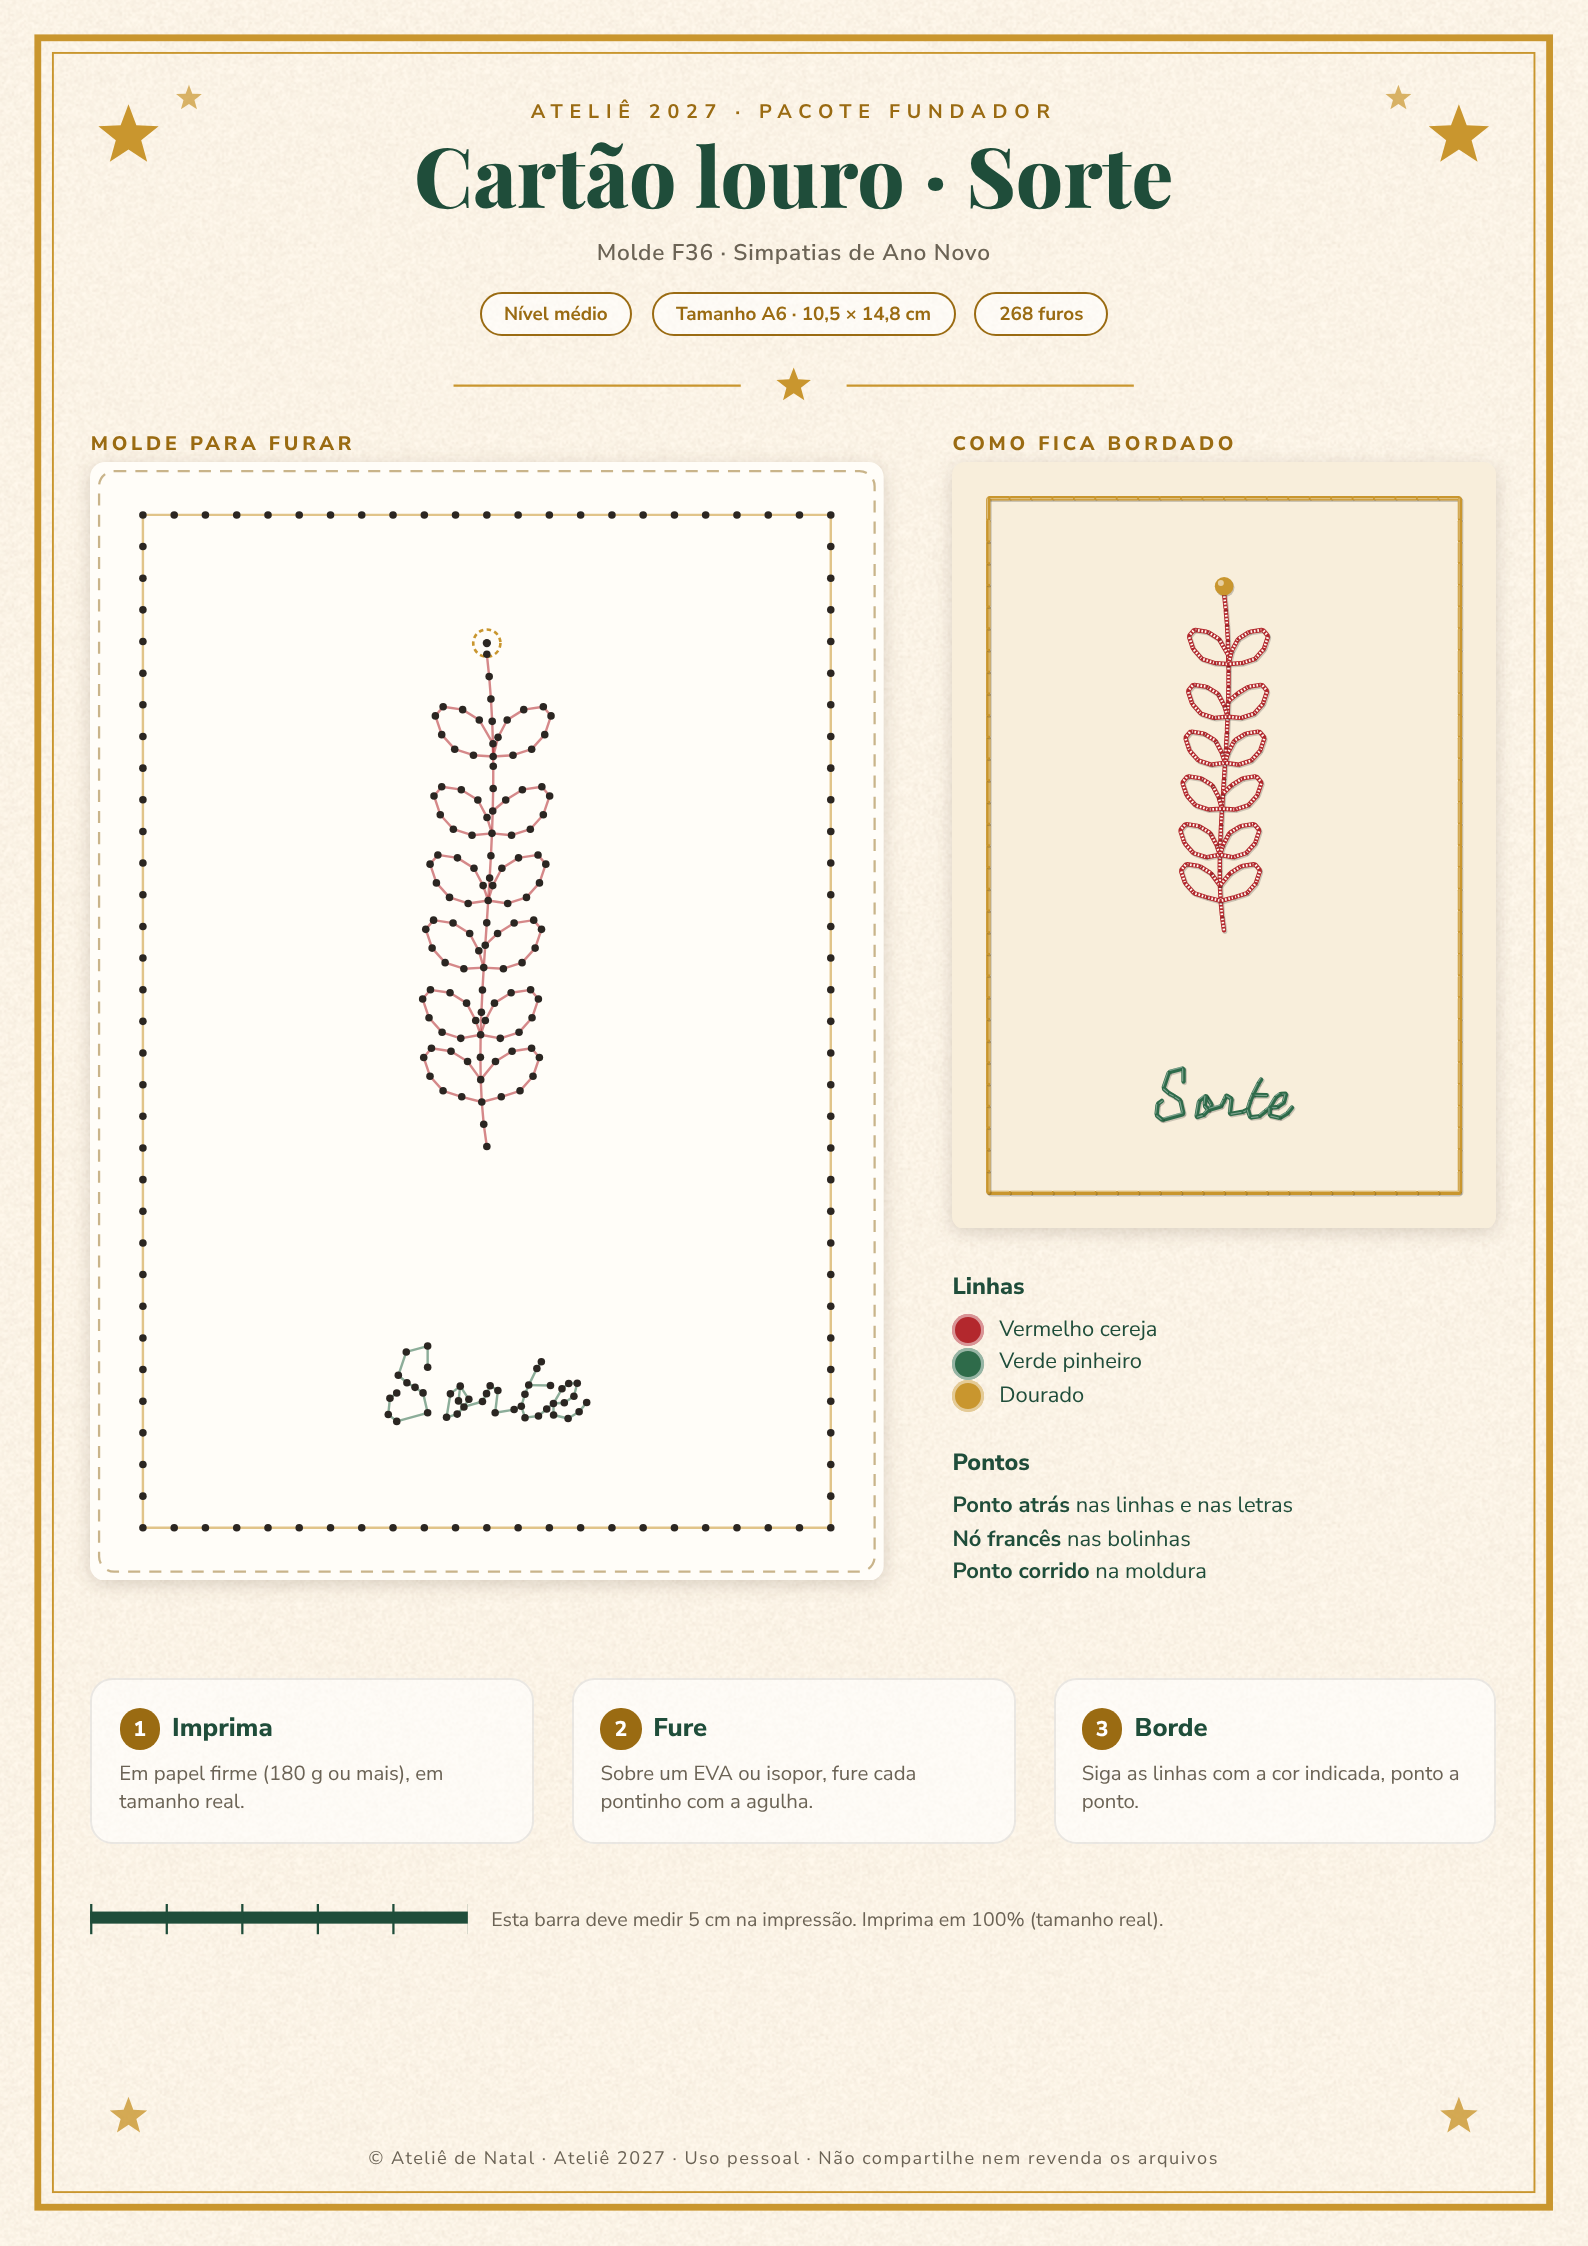 ATELIÊ 2027 · PACOTE FUNDADOR
Cartão louro · Sorte
Molde F36 · Simpatias de Ano Novo
Nível médio
Tamanho A6 · 10,5 × 14,8 cm
268 furos
MOLDE PARA FURAR
COMO FICA BORDADO
Sorte
Sorte
Linhas
Vermelho cereja
Verde pinheiro
Dourado
Pontos
Ponto atrás nas linhas e nas letras
Nó francês nas bolinhas
Ponto corrido na moldura
1 Imprima
Em papel firme (180 g ou mais), em
tamanho real.
2 Fure
Sobre um EVA ou isopor, fure cada
pontinho com a agulha.
3 Borde
Siga as linhas com a cor indicada, ponto a
ponto.
Esta barra deve medir 5 cm na impressão. Imprima em 100% (tamanho real).
© Ateliê de Natal · Ateliê 2027 · Uso pessoal · Não compartilhe nem revenda os arquivos